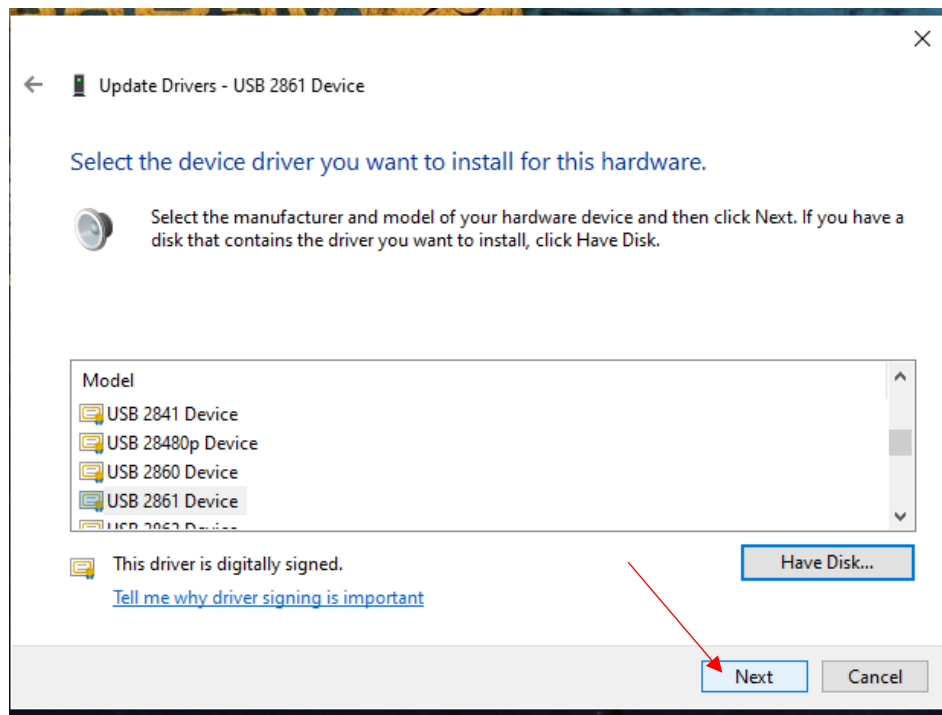 Update Drivers - USB 2861 Device
Select the device driver you want to install for this hardware.
Select the manufacturer and model of your hardware device and then click Next. If you have a
disk that contains the driver you want to install, click Have Disk.
Model
USB 2841 Device
USB 28480p Device
USB 2860 Device
USB 2861 Device
This driver is digitally signed.
Have Disk...
Tell me why driver signing is important
Next
Cancel